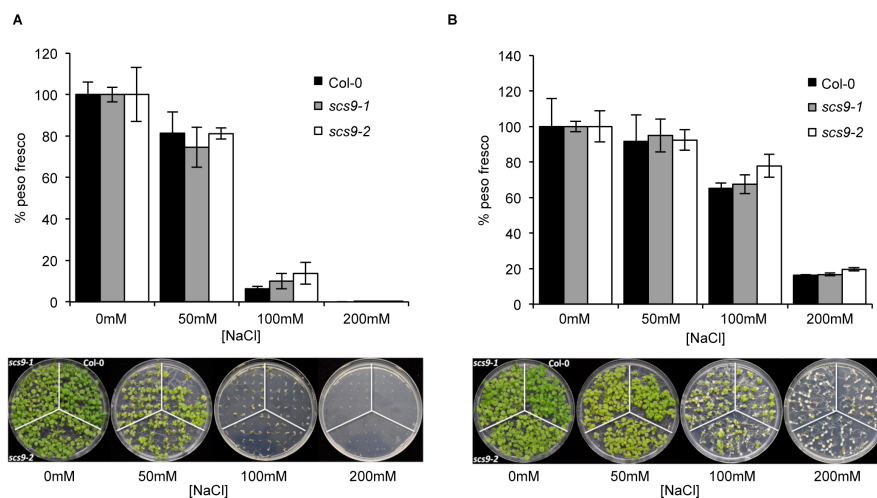 A
120
100
80
60
40
20
0
% peso fresco
Col-0
scs9-1
scs9-2
0mM
50mM
100mM
200mM
[NaCl]
scs9-1
Col-0
scs9-2
0mM
50mM
100mM
200mM
[NaCl]
B
140
120
100
80
60
40
20
0
% peso fresco
Col-0
scs9-1
scs9-2
0mM
50mM
100mM
200mM
[NaCl]
scs9-1
Col-0
scs9-2
0mM
50mM
100mM
200mM
[NaCl]